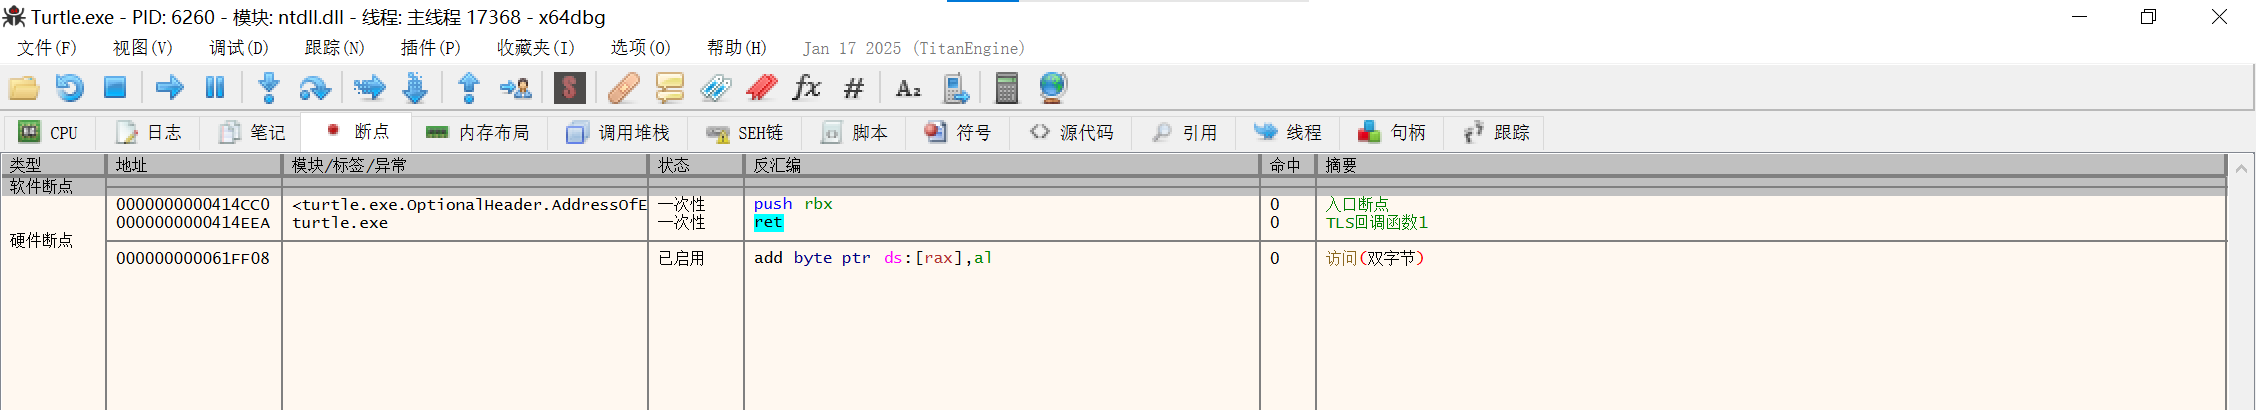 Turtle.exe - PID: 6260 - 模块: ntdll.dll - 线程: 主线程 17368 - x64dbg
文件(F) 视图(V) 调试(D) 跟踪(N) 插件(P) 收藏夹(I) 选项(O) 帮助(H) Jan 17 2025 (TitanEngine)
$ fx # A₂
CPU 日志 笔记 断点 内存布局 调用堆栈 SEH链 脚本 符号 源代码 引用 线程 句柄 跟踪
类型 地址 模块/标签/异常 状态 反汇编 命中 摘要
软件断点
0000000000414CC0 <turtle.exe.OptionalHeader.AddressOfE 一次性 push rbx 0 入口断点
0000000000414EEA turtle.exe 一次性 ret 0 TLS回调函数1
硬件断点
000000000061FF08 已启用 add byte ptr ds:[rax],al 0 访问(双字节)